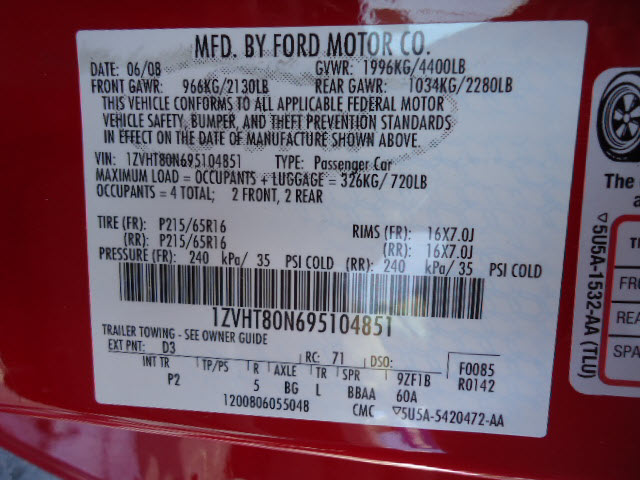 MFD. BY FORD MOTOR CO.
DATE: 06/08 GVWR: 1996KG/4400LB
FRONT GAWR: 966KG/2130LB REAR GAWR: 1034KG/2280LB
THIS VEHICLE CONFORMS TO ALL APPLICABLE FEDERAL MOTOR
VEHICLE SAFETY, BUMPER, AND THEFT PREVENTION STANDARDS
IN EFFECT ON THE DATE OF MANUFACTURE SHOWN ABOVE.
VIN: 1ZVHT80N695104851 TYPE: Passenger Car
MAXIMUM LOAD = OCCUPANTS + LUGGAGE = 326KG/720LB
OCCUPANTS = 4 TOTAL; 2 FRONT, 2 REAR
TIRE (FR): P215/65R16 RIMS (FR): 16X7.0J
(RR): P215/65R16 (RR): 16X7.0J
PRESSURE (FR): 240 kPa/ 35 PSI COLD (RR): 240 kPa/ 35 PSI COLD
1ZVHT80N695104851
TRAILER TOWING - SEE OWNER GUIDE
EXT PNT: D3 RC: 71 DSO:
INT TR TP/PS R AXLE TR SPR 9ZF1B F0085
P2 5 BG L BBAA 60A R0142
1200806055048 CMC ▽5U5A-5420472-AA
The
a
▽5U5A-1532-AA (TLU)
FRO
REA
SPA